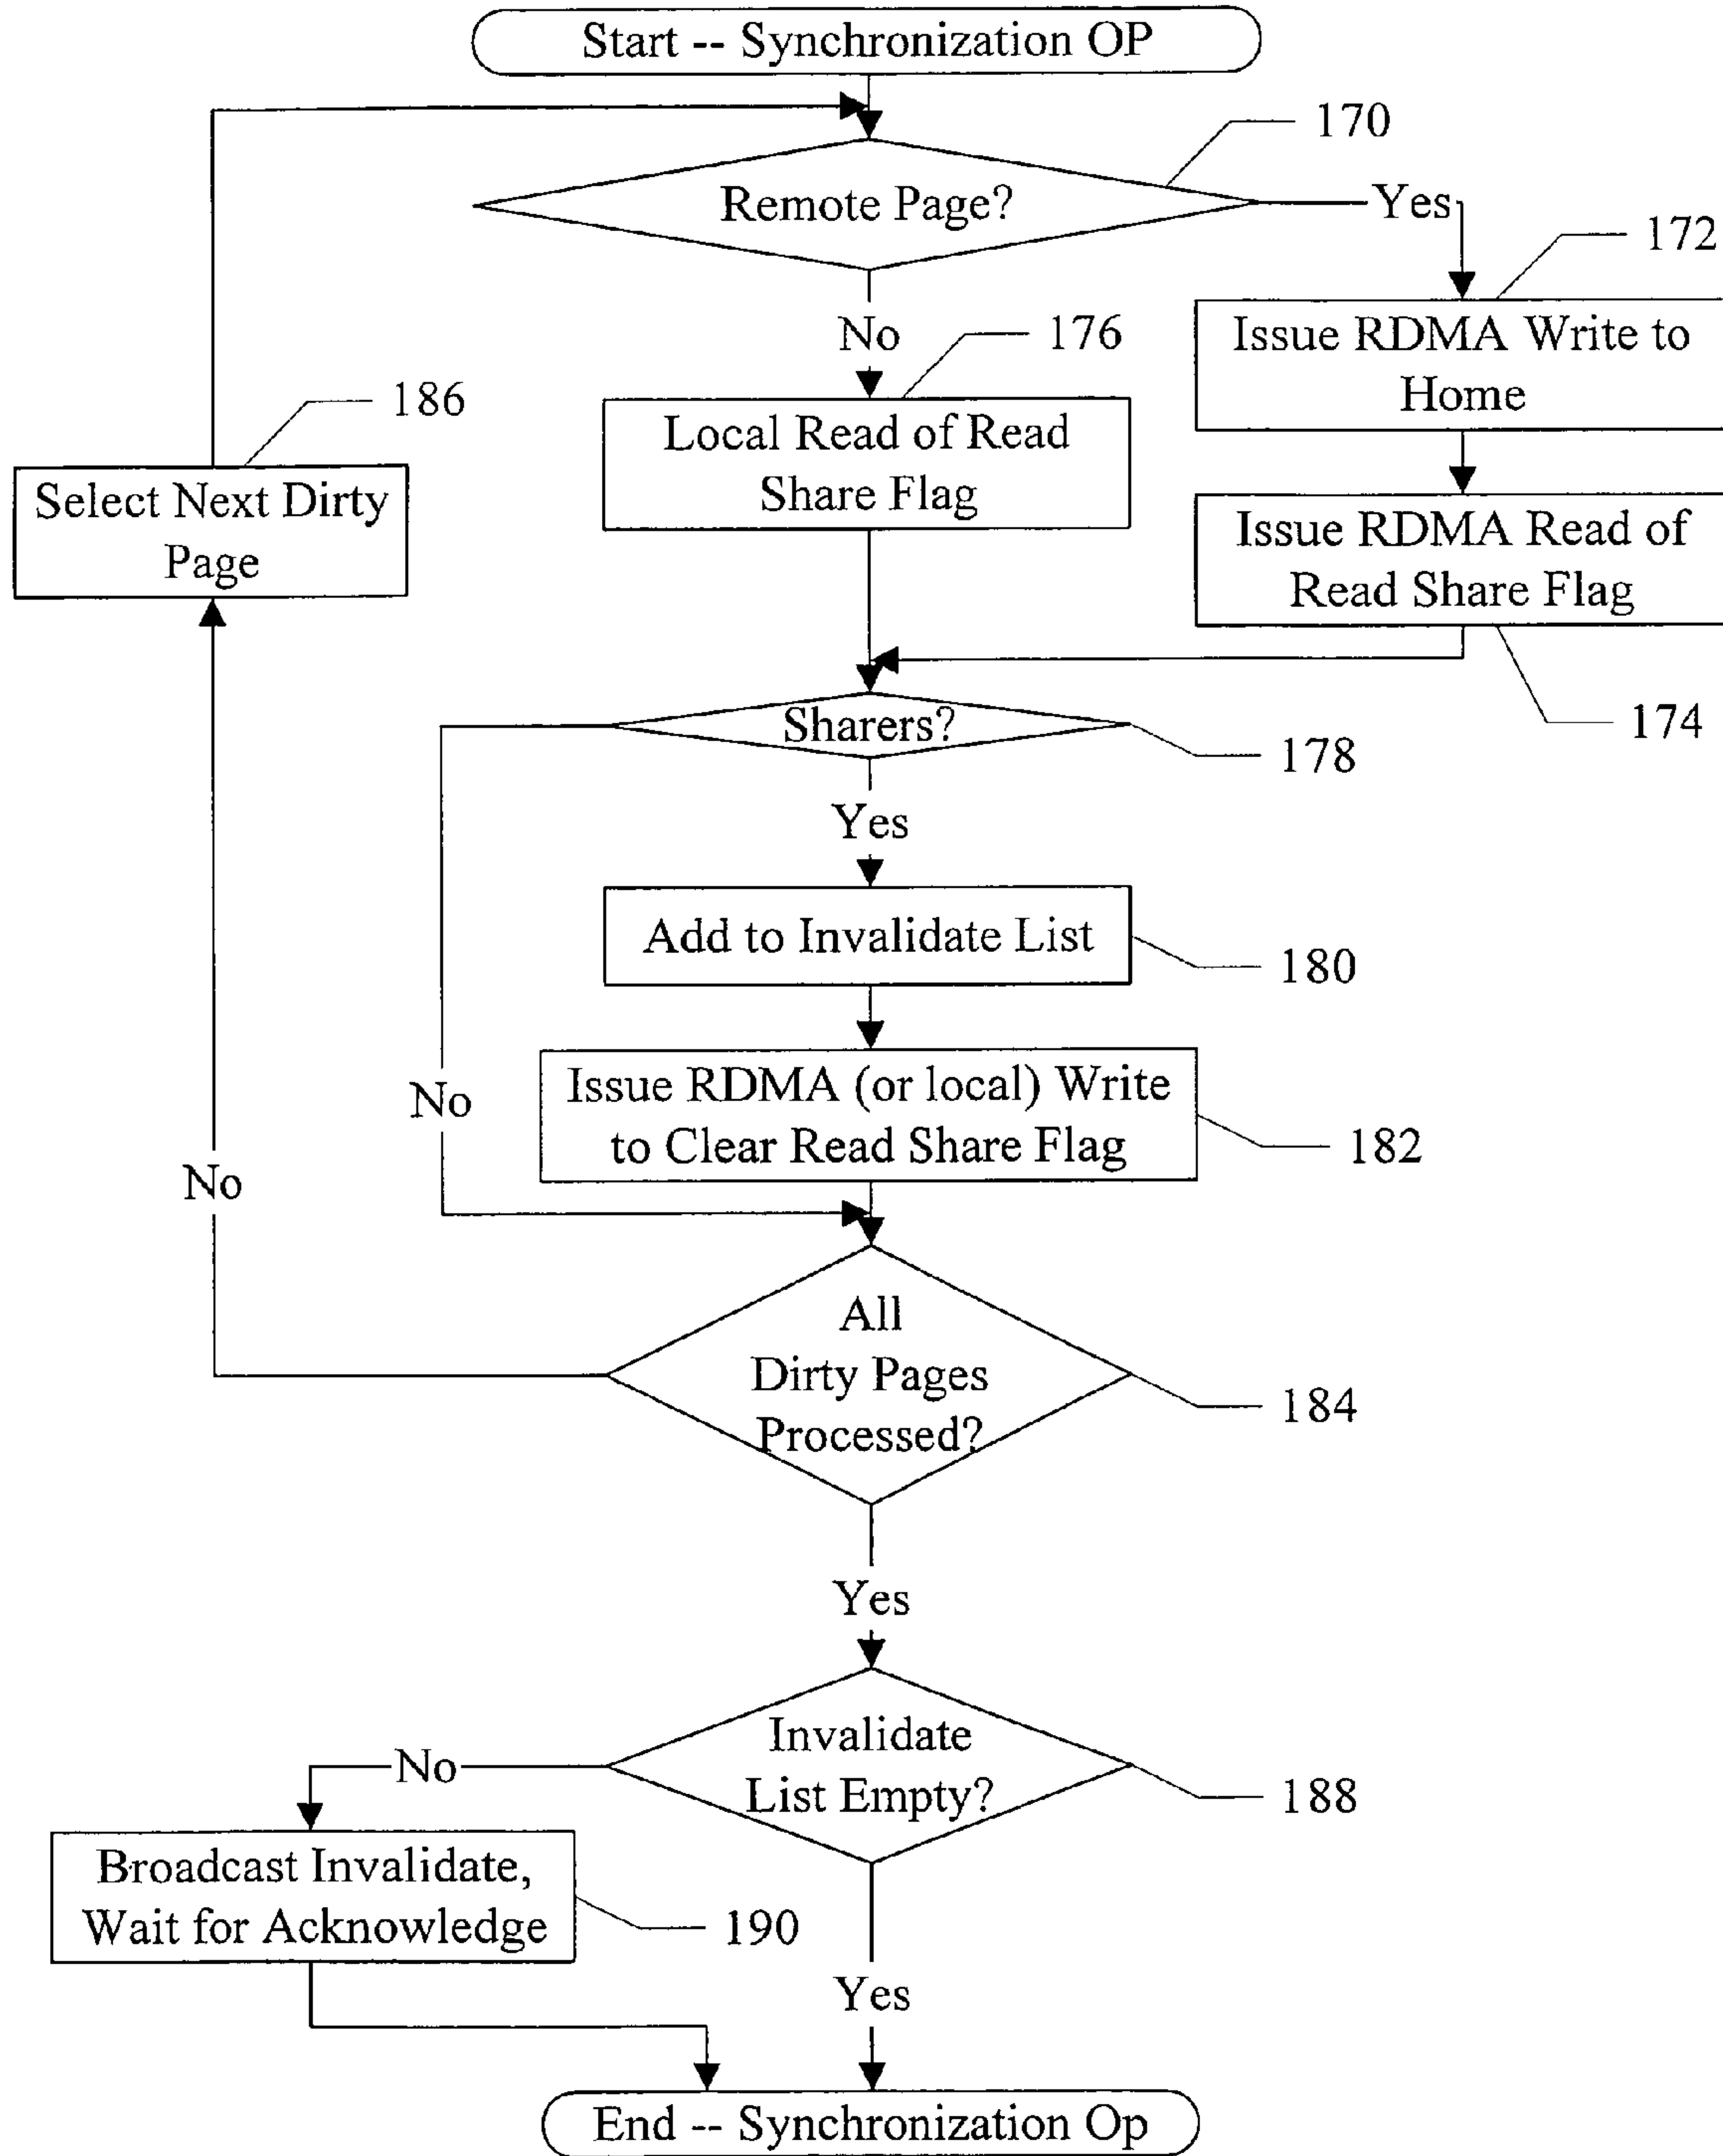 Start -- Synchronization OP
170
Remote Page?
Yes
172
No
176
Issue RDMA Write to
Home
186
Local Read of Read
Share Flag
Select Next Dirty
Page
Issue RDMA Read of
Read Share Flag
174
Sharers?
178
Yes
Add to Invalidate List
180
No
Issue RDMA (or local) Write
to Clear Read Share Flag
182
No
All
Dirty Pages
Processed?
184
Yes
Invalidate
List Empty?
No
188
Broadcast Invalidate,
Wait for Acknowledge
190
Yes
End -- Synchronization Op